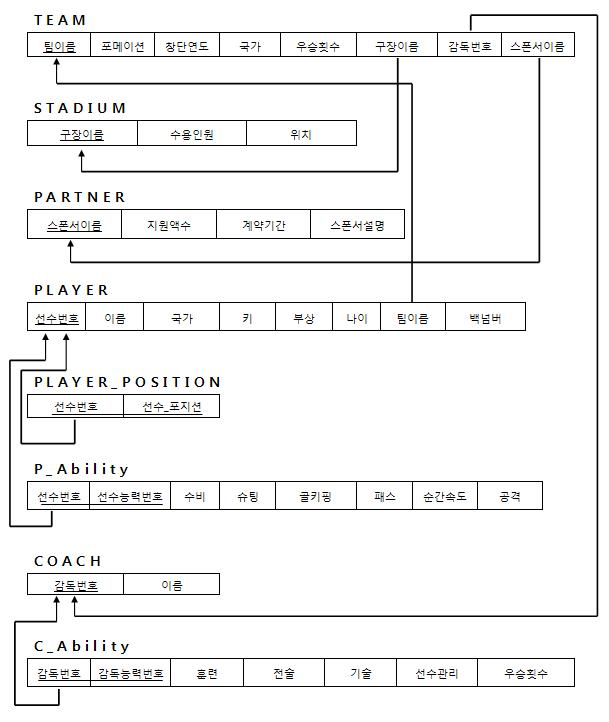 TEAM
팀이름 포메이션 창단연도 국가 우승횟수 구장이름 감독번호 스폰서이름
STADIUM
구장이름 수용인원 위치
PARTNER
스폰서이름 지원액수 계약기간 스폰서설명
PLAYER
선수번호 이름 국가 키 부상 나이 팀이름 백넘버
PLAYER_POSITION
선수번호 선수_포지션
P_Ability
선수번호 선수능력번호 수비 슈팅 골키핑 패스 순간속도 공격
COACH
감독번호 이름
C_Ability
감독번호 감독능력번호 훈련 전술 기술 선수관리 우승횟수